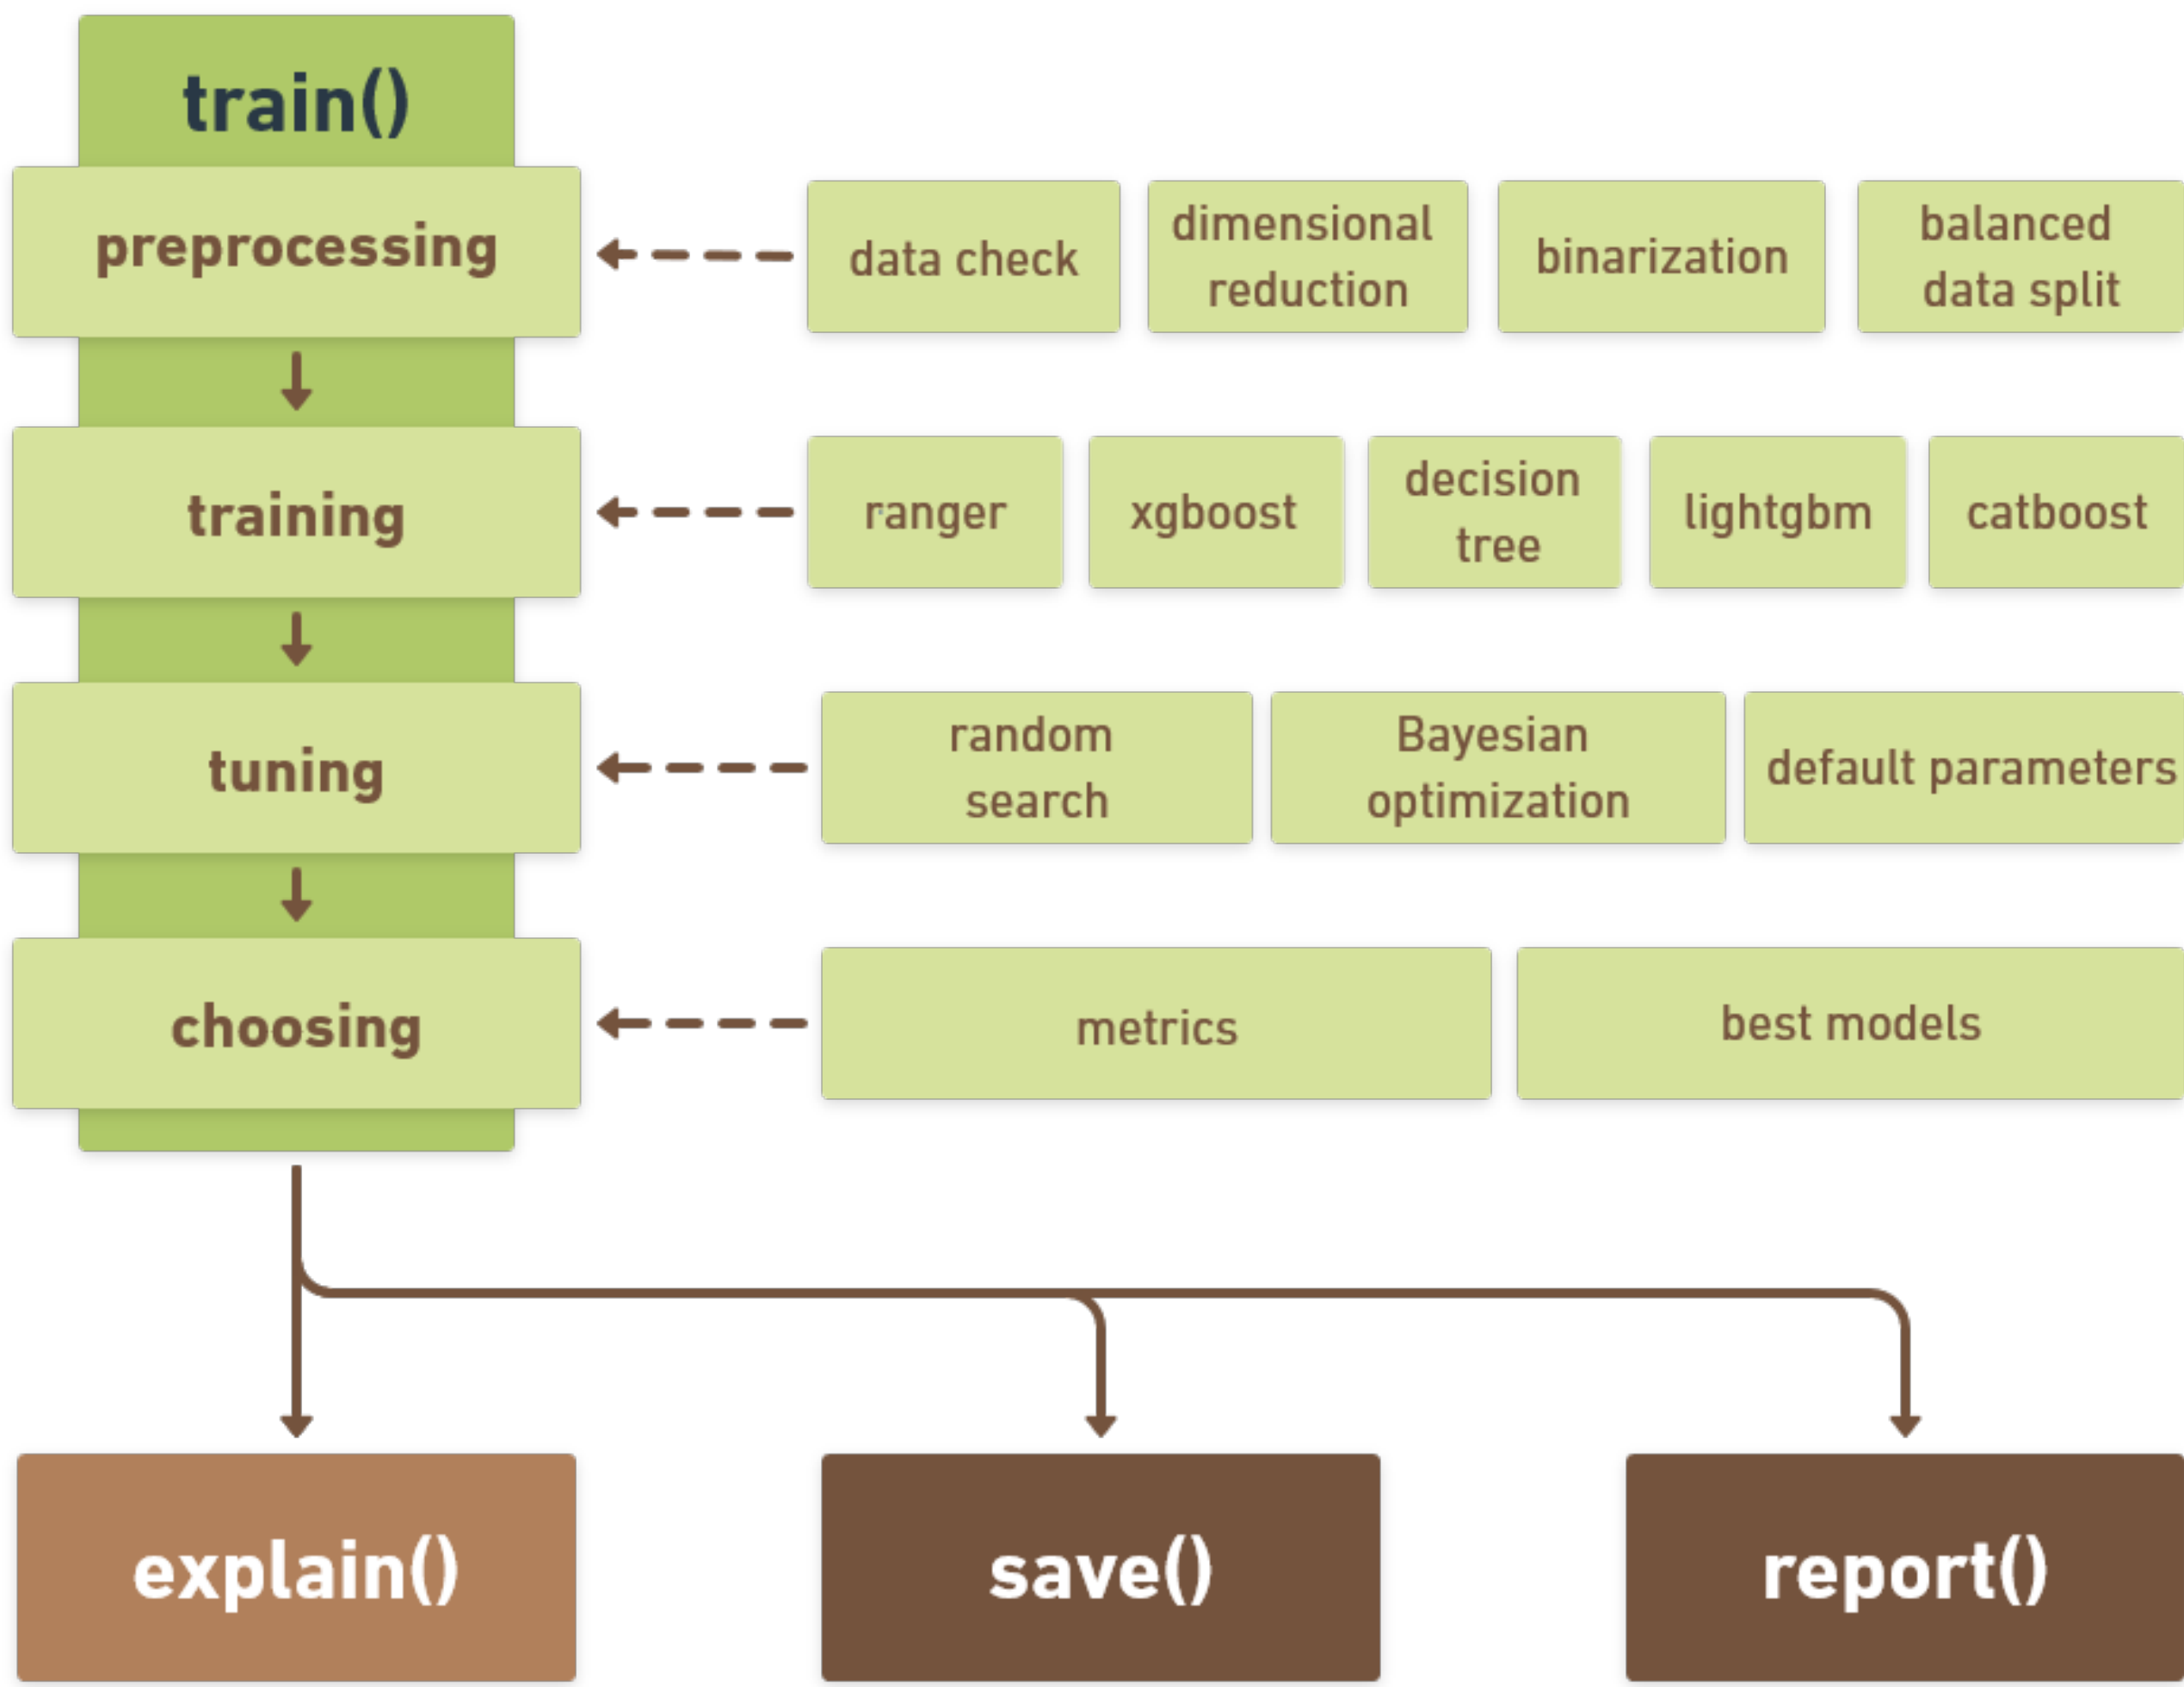 train()
preprocessing
data check
dimensional
reduction
binarization
balanced
data split
training
ranger
xgboost
decision
tree
lightgbm
catboost
tuning
random
search
Bayesian
optimization
default parameters
choosing
metrics
best models
explain()
save()
report()